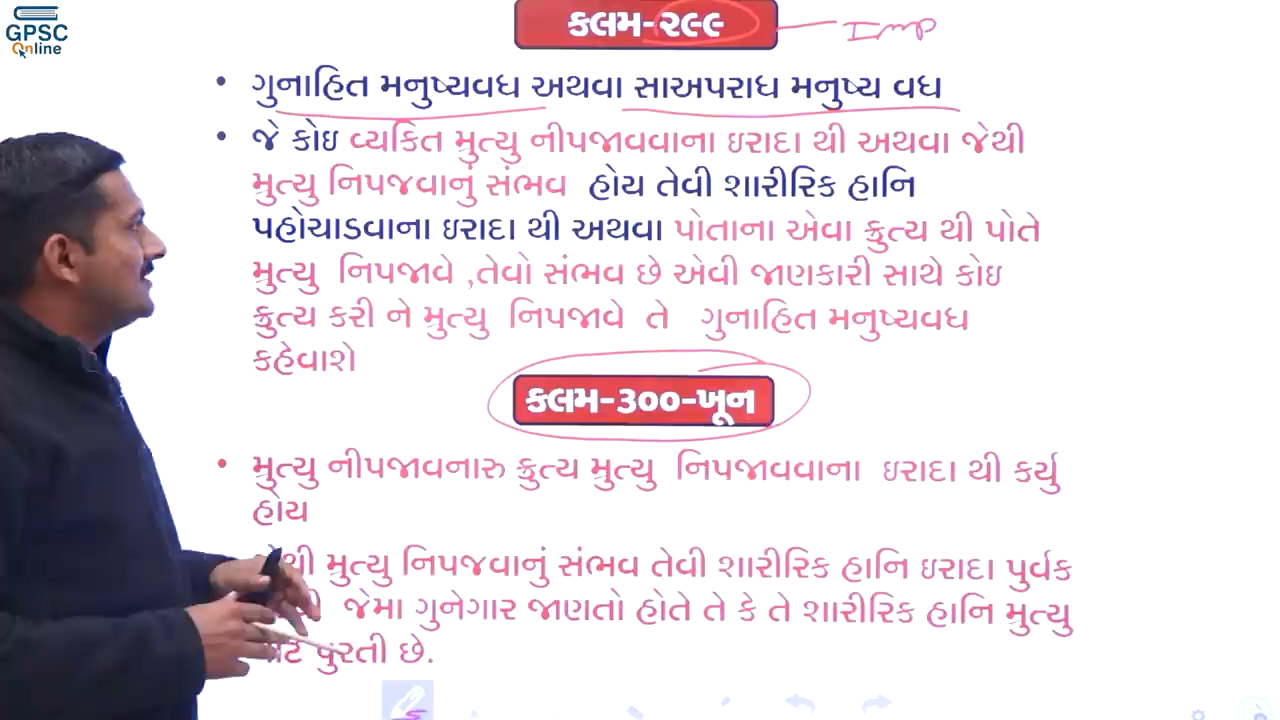 GPSC
Online
કલમ-૨૯૯
Imp
• ગુનાહિત મનુષ્યવધ અથવા સાઅપરાધ મનુષ્ય વધ
• જે કોઇ વ્યકિત મુત્યુ નીપજાવવાના ઇરાદા થી અથવા જેથી
મુત્યુ નિપજવાનું સંભવ હોય તેવી શારીરિક હાનિ
પહોચાડવાના ઇરાદા થી અથવા પોતાના એવા ક્રુત્ય થી પોતે
મુત્યુ નિપજાવે ,તેવો સંભવ છે એવી જાણકારી સાથે કોઇ
ક્રુત્ય કરી ને મુત્યુ નિપજાવે તે ગુનાહિત મનુષ્યવધ
કહેવાશે
કલમ-૩૦૦-ખૂન
• મુત્યુ નીપજાવનારુ ક્રુત્ય મુત્યુ નિપજાવવાના ઇરાદા થી કર્યુ
હોય
મુત્યુ નિપજવાનું સંભવ તેવી શારીરિક હાનિ ઇરાદા પુર્વક
જેમા ગુનેગાર જાણતો હોતે તે કે તે શારીરિક હાનિ મુત્યુ
પુરતી છે.